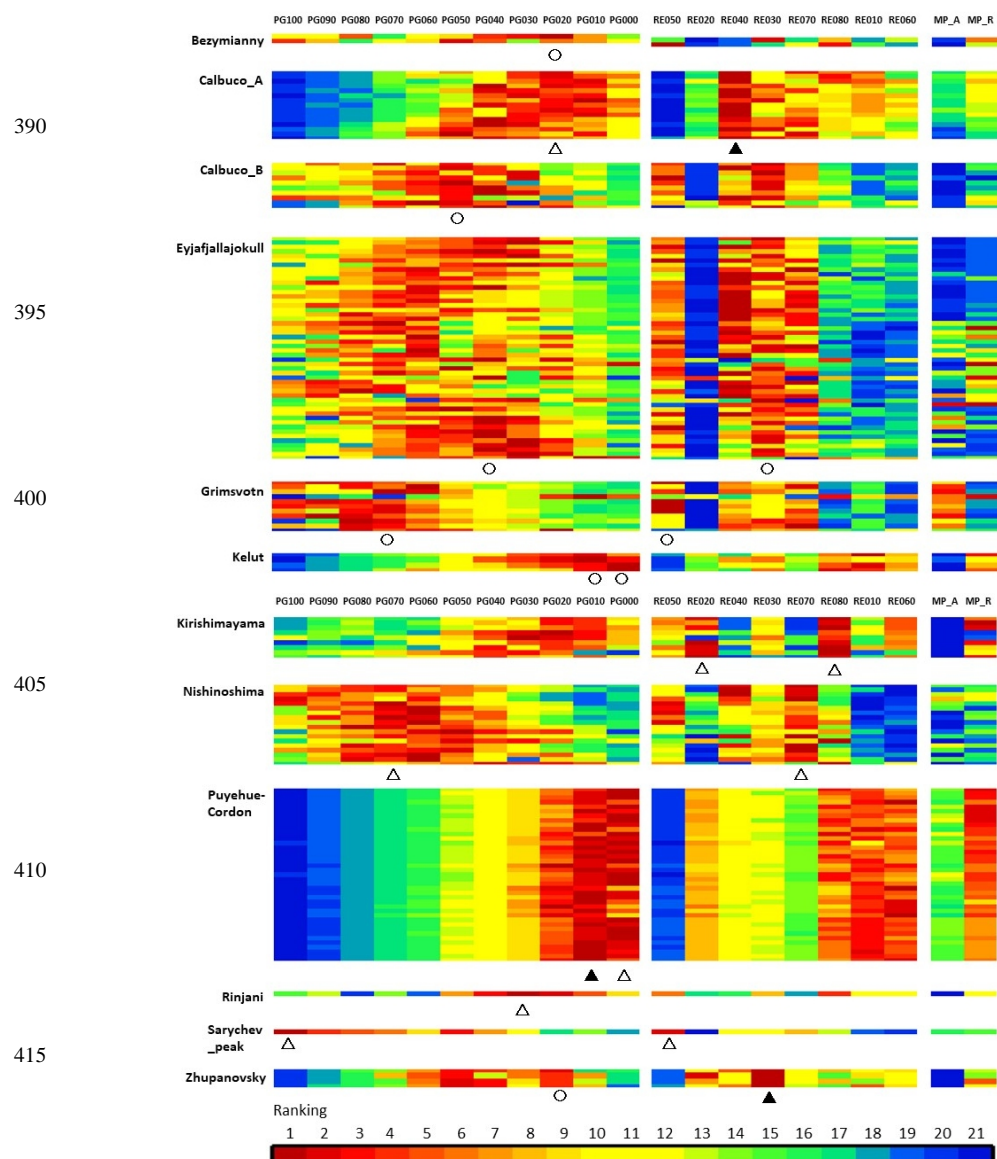 PG100 PG090 PG080 PG070 PG060 PG050 PG040 PG030 PG020 PG010 PG000 RE050 RE020 RE040 RE030 RE070 RE080 RE010 RE060 MP_A MP_R
Bezymianny
Calbuco_A
390
Calbuco_B
Eyjafjallajokull
395
Grimsvotn
400
Kelut
PG100 PG090 PG080 PG070 PG060 PG050 PG040 PG030 PG020 PG010 PG000 RE050 RE020 RE040 RE030 RE070 RE080 RE010 RE060 MP_A MP_R
Kirishimayama
405
Nishinoshima
Puyehue-
Cordon
410
Rinjani
Sarychev
_peak
415
Zhupanovsky
Ranking
1 2 3 4 5 6 7 8 9 10 11 12 13 14 15 16 17 18 19 20 21